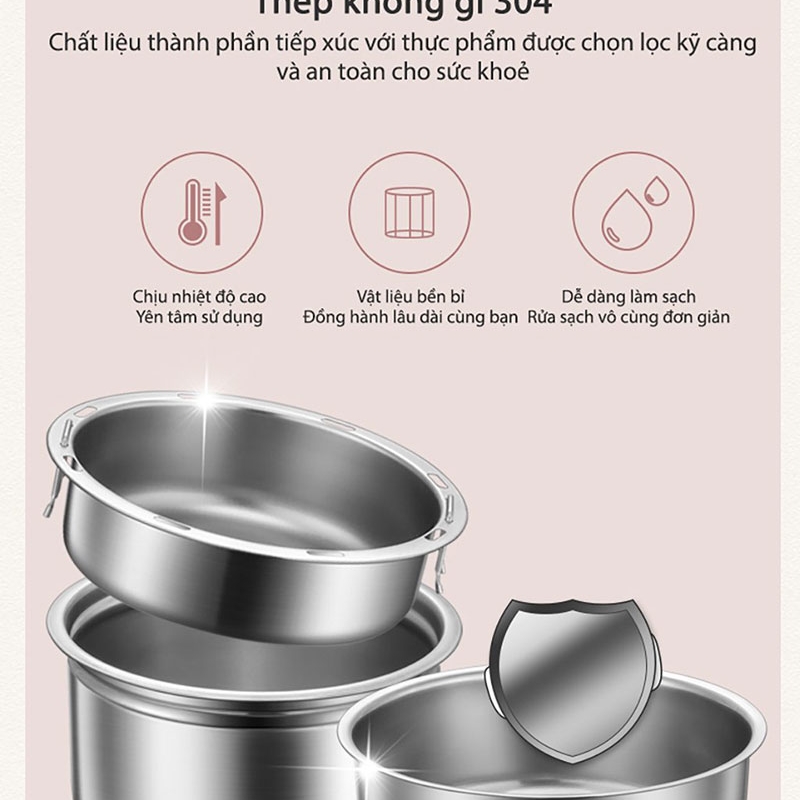 Thép không gỉ 304
Chất liệu thành phần tiếp xúc với thực phẩm được chọn lọc kỹ càng
và an toàn cho sức khoẻ
Chịu nhiệt độ cao
Yên tâm sử dụng
Vật liệu bền bỉ
Đồng hành lâu dài cùng bạn
Dễ dàng làm sạch
Rửa sạch vô cùng đơn giản